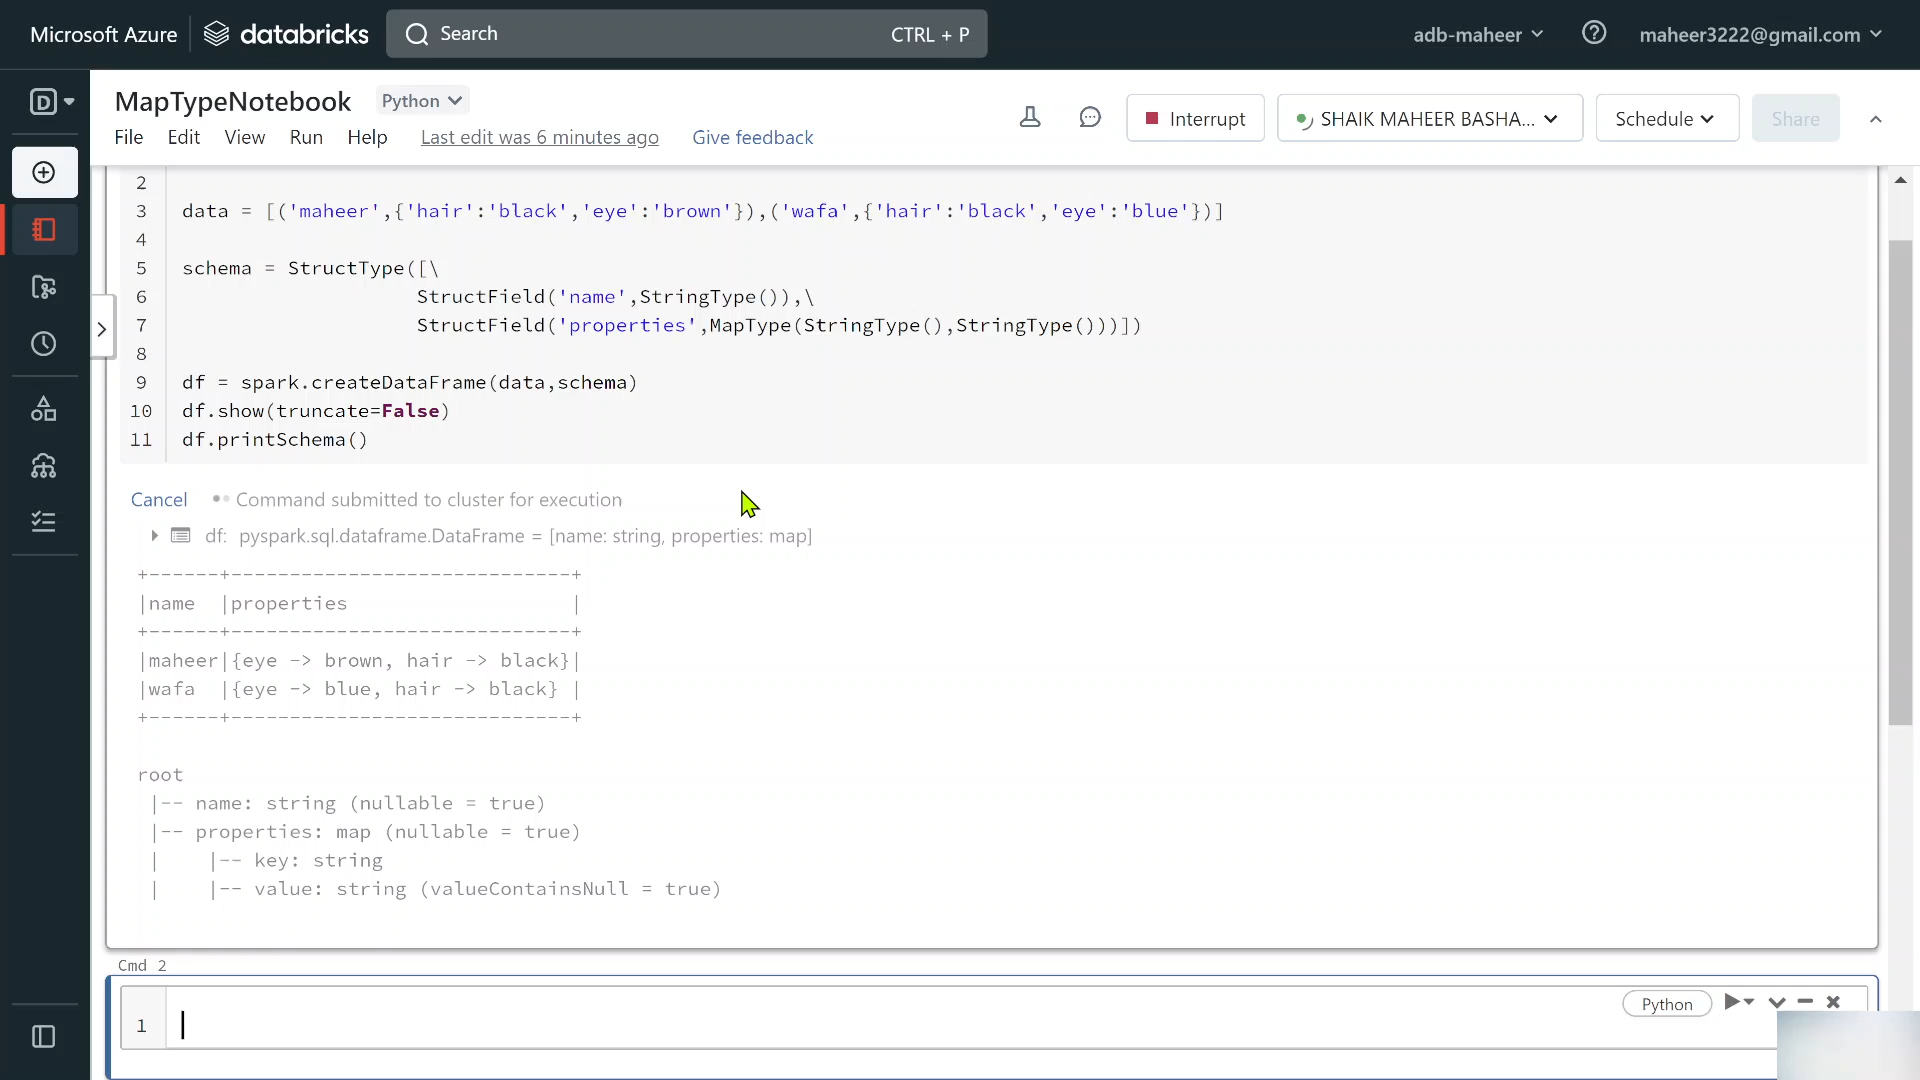 Microsoft Azure databricks Search CTRL + P adb-maheer maheer3222@gmail.com
MapTypeNotebook Python
File Edit View Run Help Last edit was 6 minutes ago Give feedback
Interrupt SHAIK MAHEER BASHA... Schedule Share
2
3 data = [('maheer',{'hair':'black','eye':'brown'}),('wafa',{'hair':'black','eye':'blue'})]
4
5 schema = StructType([\
6 StructField('name',StringType()),\
7 StructField('properties',MapType(StringType(),StringType()))])
8
9 df = spark.createDataFrame(data,schema)
10 df.show(truncate=False)
11 df.printSchema()
Cancel Command submitted to cluster for execution
df: pyspark.sql.dataframe.DataFrame = [name: string, properties: map]
+------+-----------------------------+
|name  |properties                   |
+------+-----------------------------+
|maheer|{eye -> brown, hair -> black}|
|wafa  |{eye -> blue, hair -> black} |
+------+-----------------------------+
root
 |-- name: string (nullable = true)
 |-- properties: map (nullable = true)
 |    |-- key: string
 |    |-- value: string (valueContainsNull = true)
Cmd 2
Python
1